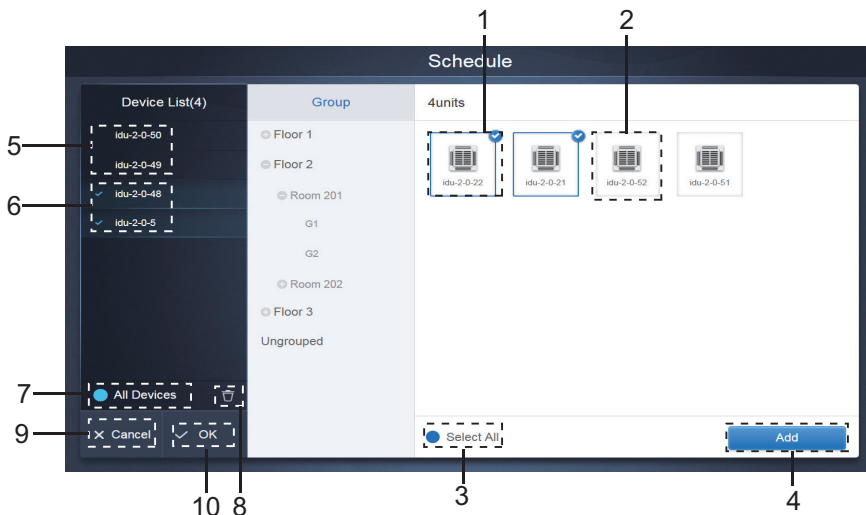 1
2
Schedule
Device List(4)
Group
4units
5
idu-2-0-50
idu-2-0-49
6
idu-2-0-48
idu-2-0-5
Floor 1
Floor 2
Room 201
G1
G2
Room 202
Floor 3
Ungrouped
idu-2-0-22
idu-2-0-21
idu-2-0-52
idu-2-0-51
7
All Devices
9
Cancel
OK
Select All
Add
10
8
3
4